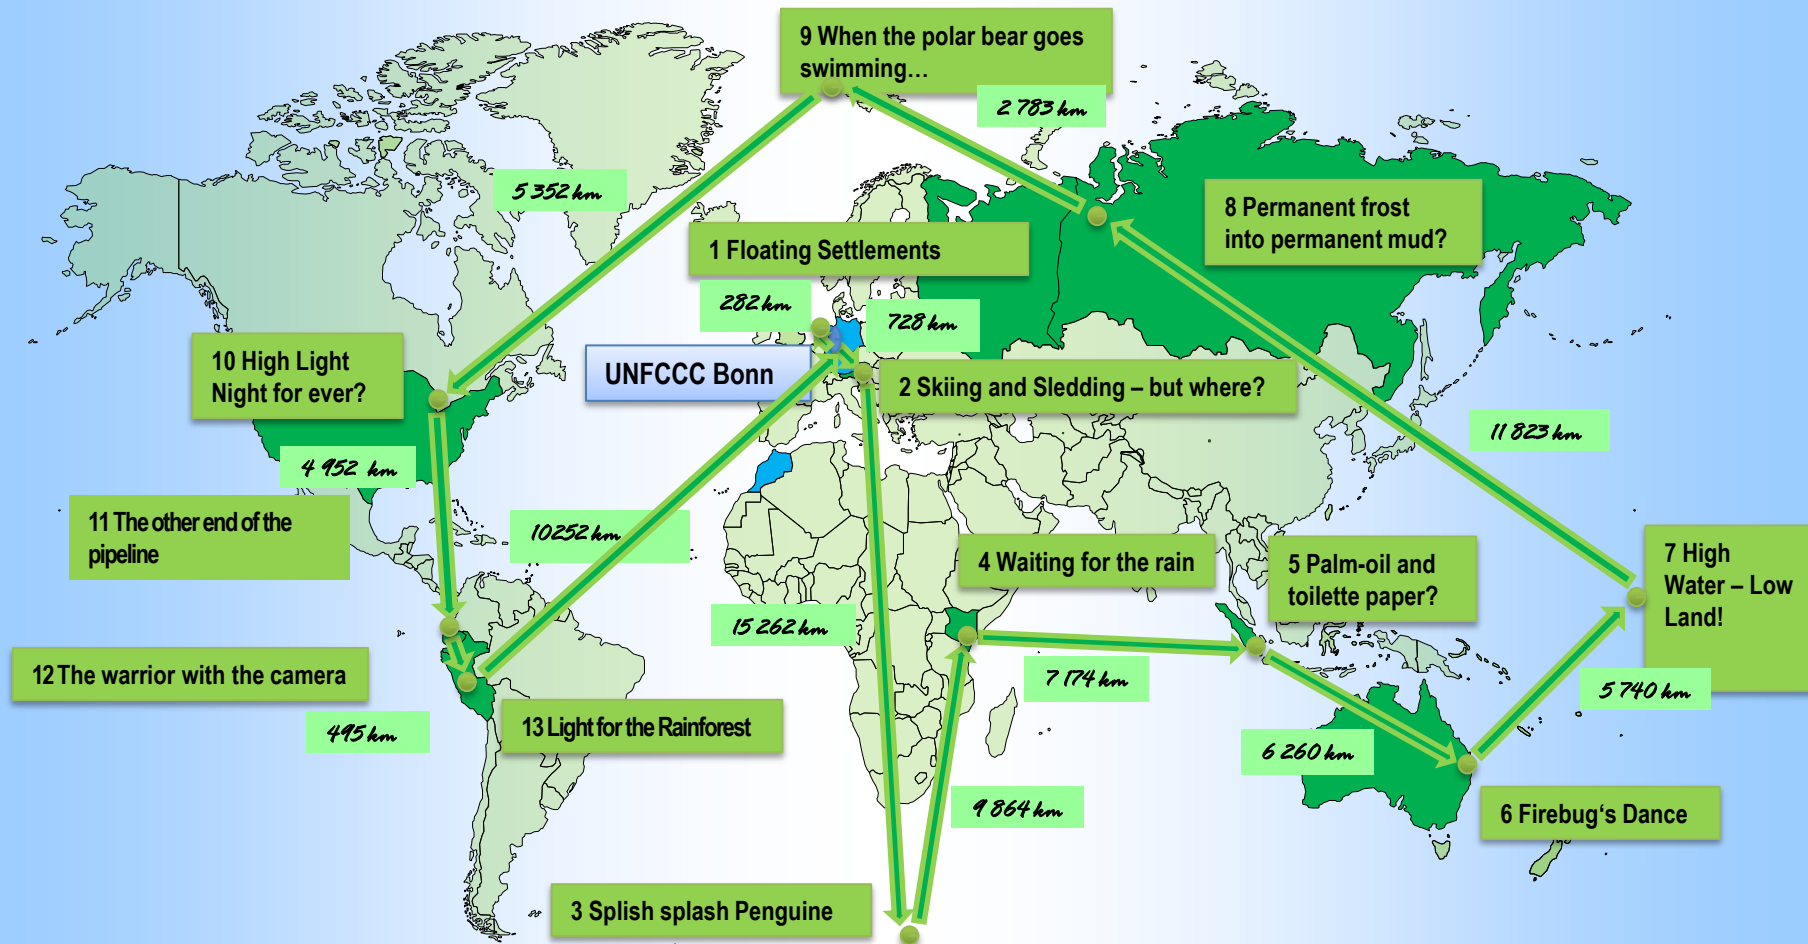 9 When the polar bear goes
swimming…
2 783 km
5 352 km
8 Permanent frost
into permanent mud?
1 Floating Settlements
282 km
728 km
10 High Light
Night for ever?
UNFCCC Bonn
2 Skiing and Sledding – but where?
11 823 km
4 952 km
11 The other end of the
pipeline
10252 km
4 Waiting for the rain
5 Palm-oil and
toilette paper?
7 High
Water – Low
Land!
15 262 km
12 The warrior with the camera
7 174 km
5 740 km
495 km
13 Light for the Rainforest
6 260 km
9 864 km
6 Firebug‘s Dance
3 Splish splash Penguine